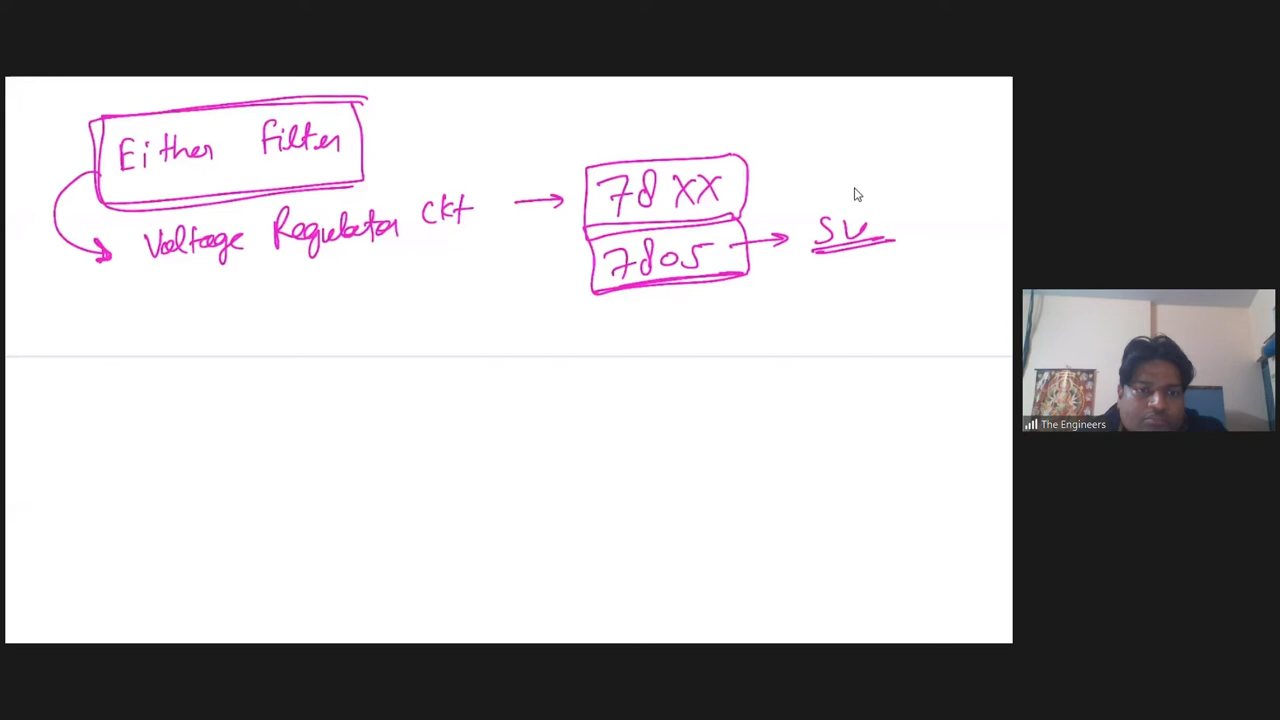 Either filter
Voltage Regulator Ckt → 78XX
7805 → 5V
The Engineers